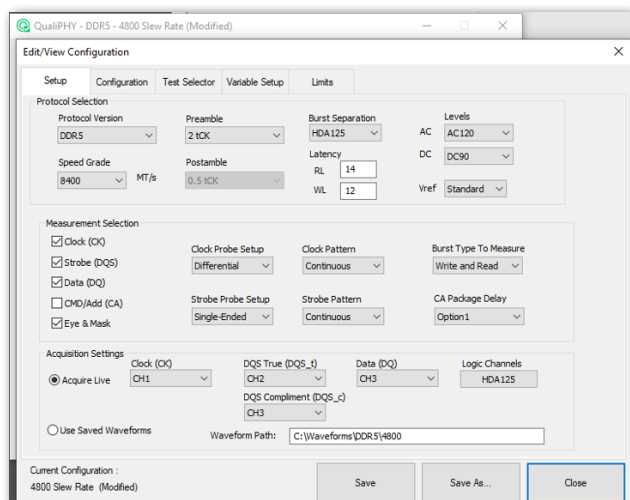 QualiPHY - DDR5 - 4800 Slew Rate (Modified)
Edit/View Configuration
Setup Configuration Test Selector Variable Setup Limits
Protocol Selection
Protocol Version Preamble Burst Separation Levels
DDR5 2 tCK HDA125 AC AC120
Speed Grade Postamble Latency DC DC90
8400 MT/s 0.5 tCK RL 14
WL 12 Vref Standard
Measurement Selection
Clock (CK)
Strobe (DQS) Clock Probe Setup Clock Pattern Burst Type To Measure
Data (DQ) Differential Continuous Write and Read
CMD/Add (CA) Strobe Probe Setup Strobe Pattern CA Package Delay
Eye & Mask Single-Ended Continuous Option1
Acquisition Settings
Clock (CK) DQS True (DQS_t) Data (DQ) Logic Channels
Acquire Live CH1 CH2 CH3 HDA125
DQS Compliment (DQS_c)
CH3
Use Saved Waveforms Waveform Path: C:\Waveforms\DDR5\4800
Current Configuration :
4800 Slew Rate (Modified) Save Save As... Close